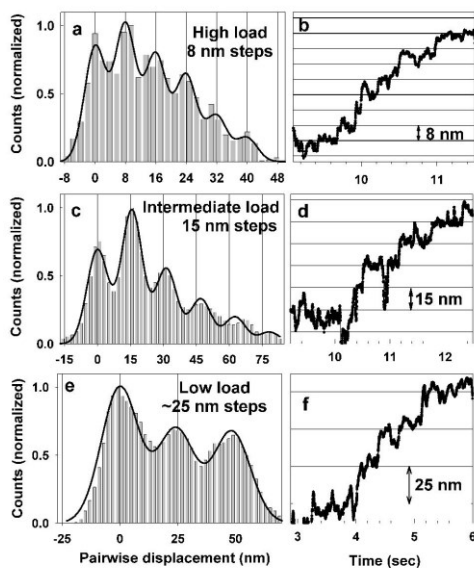 a
High load
8 nm steps
Counts (normalized)
1.0
0.5
0.0
-8 0 8 16 24 32 40 48
b
8 nm
10 11
c
Intermediate load
15 nm steps
Counts (normalized)
1.0
0.5
0.0
-15 0 15 30 45 60 75
d
15 nm
10 11 12
e
Low load
~25 nm steps
Counts (normalized)
1.0
0.5
0.0
-25 0 25 50
Pairwise displacement (nm)
f
25 nm
3 4 5 6
Time (sec)